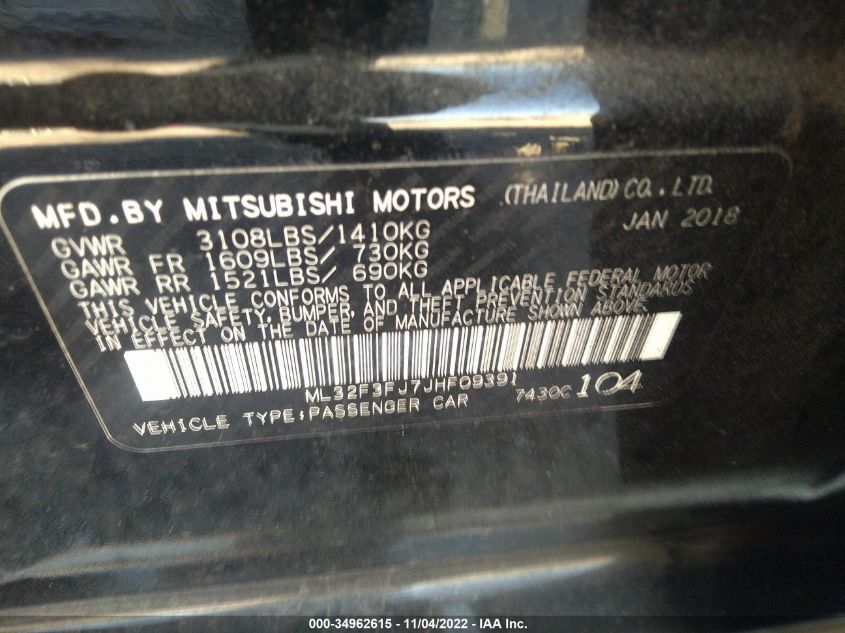 MFD.BY MITSUBISHI MOTORS (THAILAND) CO.,LTD.
JAN 2018
GVWR 3108LBS/1410KG
GAWR FR 1609LBS/ 730KG
GAWR RR 1521LBS/ 690KG
THIS VEHICLE CONFORMS TO ALL APPLICABLE FEDERAL MOTOR
VEHICLE SAFETY, BUMPER, AND THEFT PREVENTION STANDARDS
IN EFFECT ON THE DATE OF MANUFACTURE SHOWN ABOVE.
ML32F3FJ7JHF09391
VEHICLE TYPE:PASSENGER CAR 7430C 104
000-34962615 - 11/04/2022 - IAA Inc.